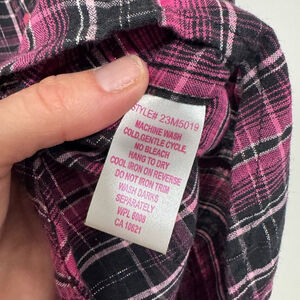 STYLE# 23M5019
MACHINE WASH
COLD, GENTLE CYCLE,
NO BLEACH
HANG TO DRY
COOL IRON ON REVERSE
DO NOT IRON TRIM
WASH DARKS
SEPARATELY
WPL 6008
CA 10621